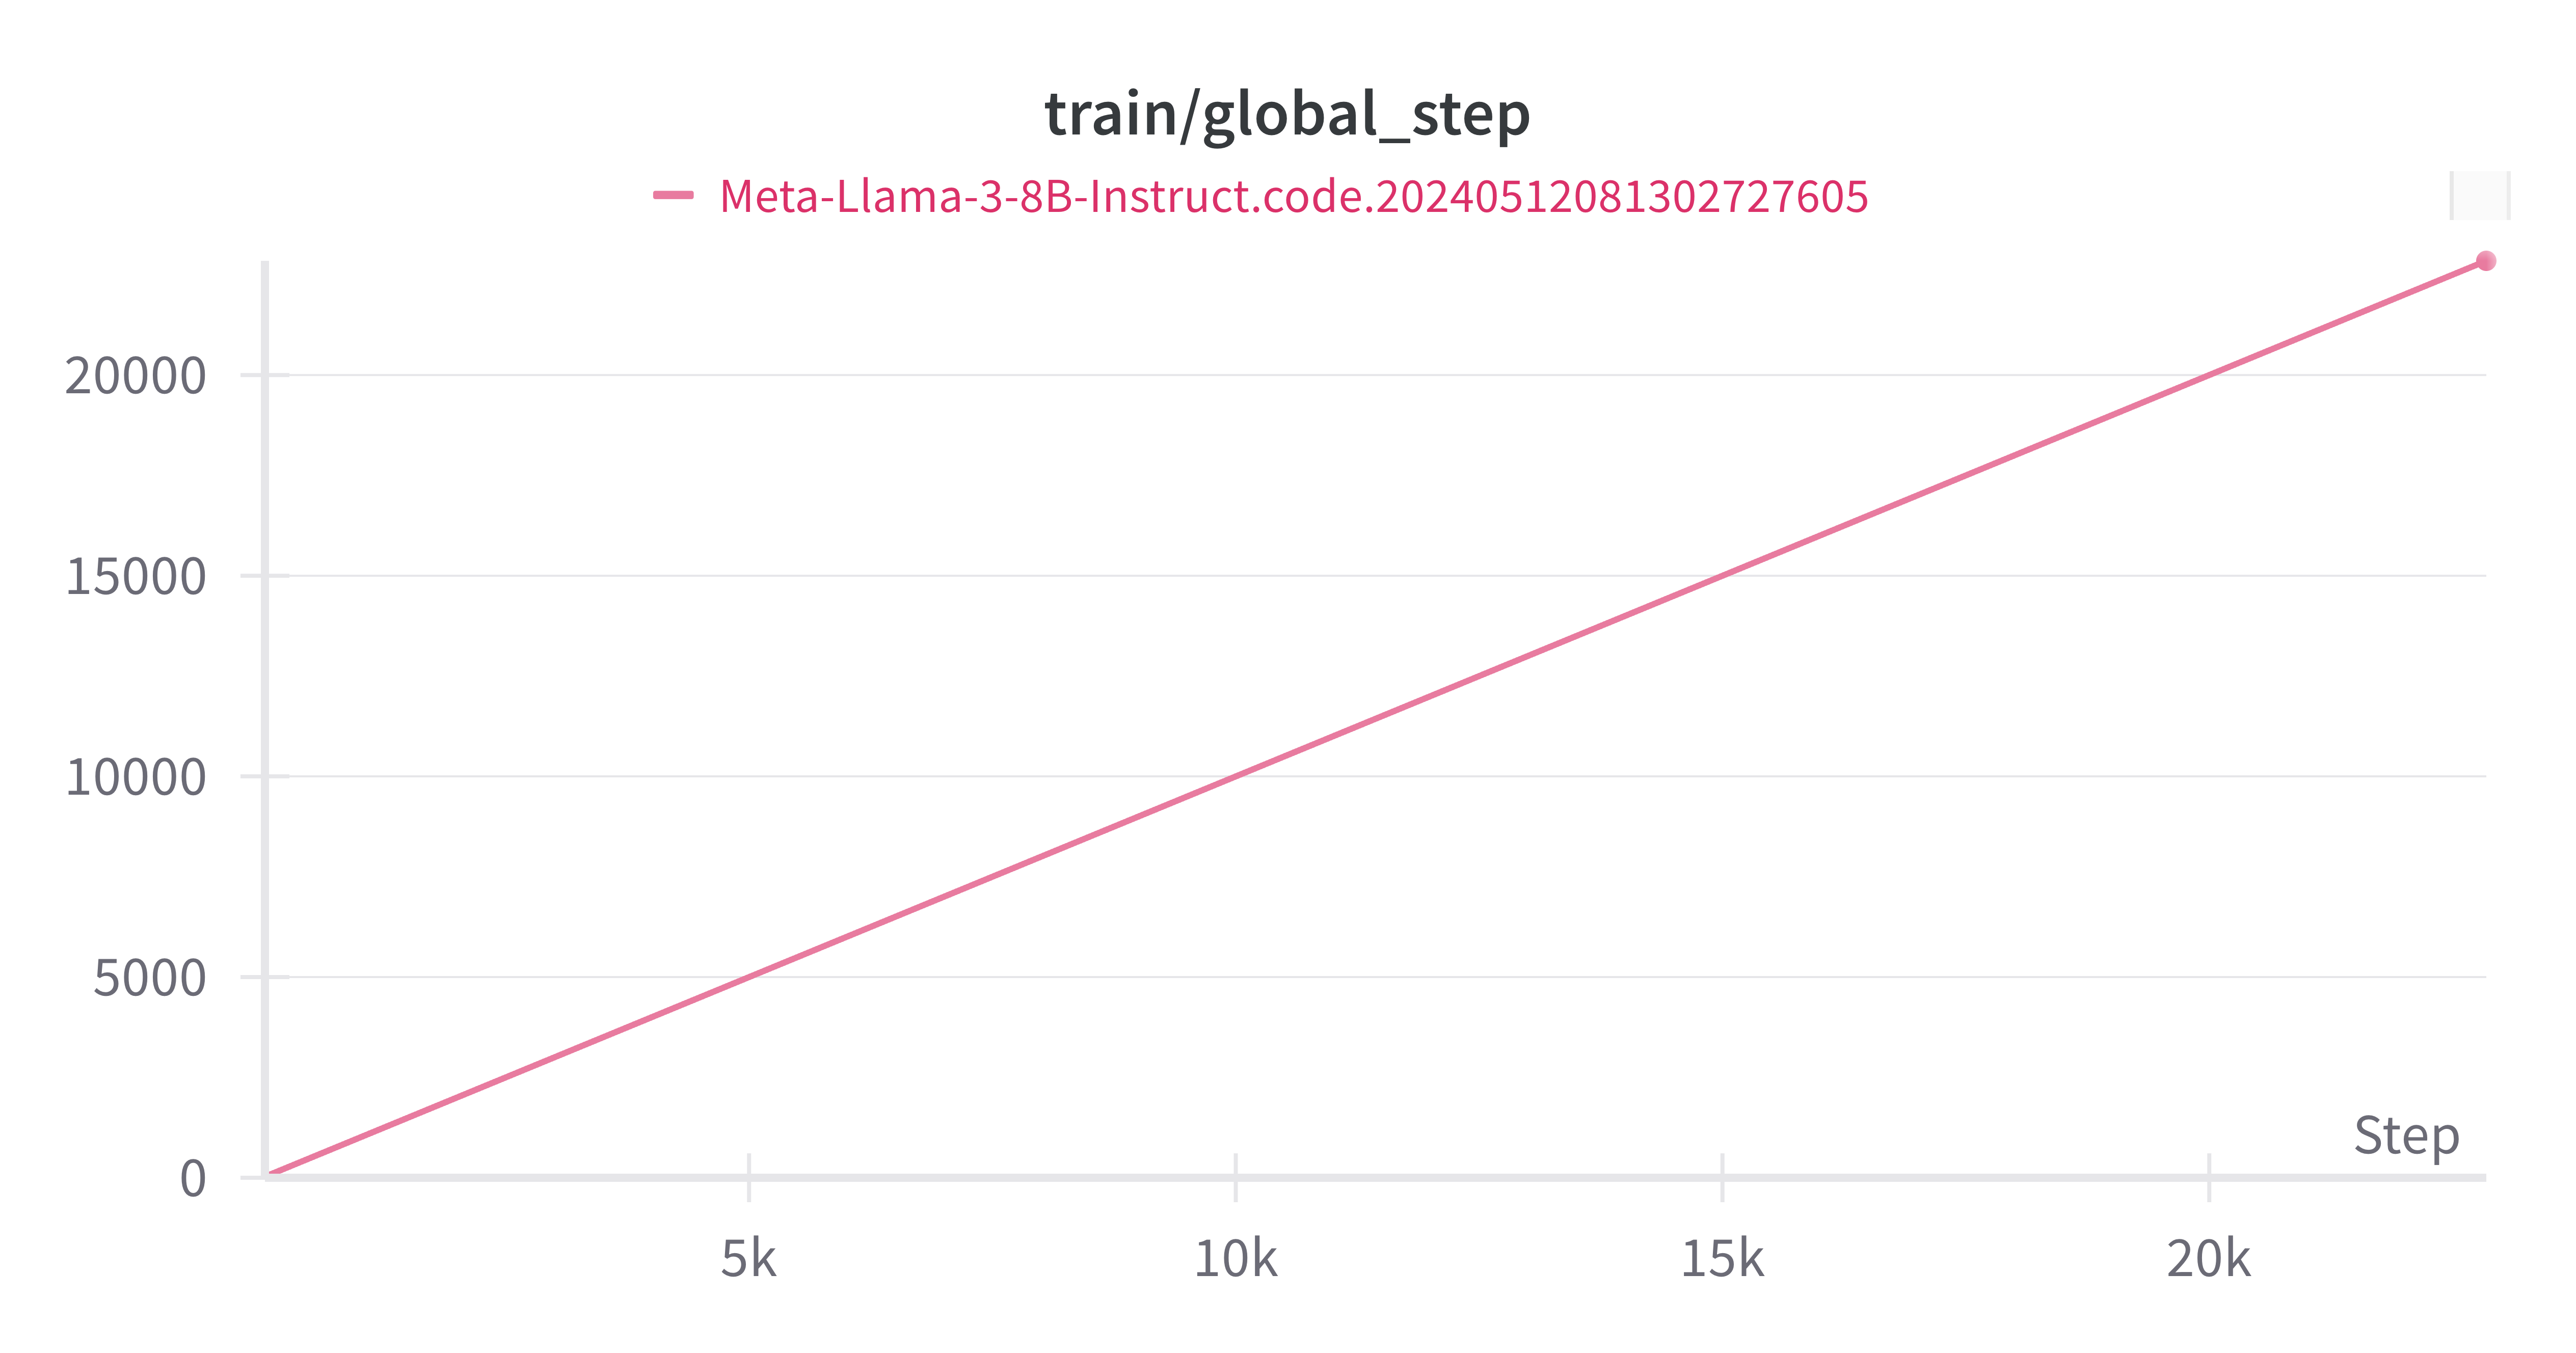 train/global_step
Meta-Llama-3-8B-Instruct.code.20240512081302727605
20000
15000
10000
5000
0
Step
5k 10k 15k 20k